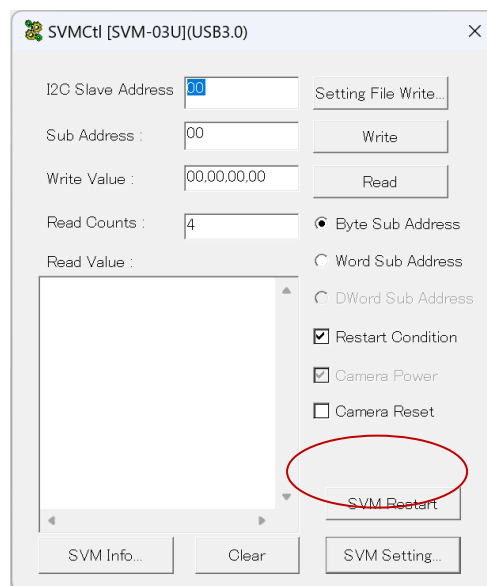 SVMCtl [SVM-03U](USB3.0)
I2C Slave Address 00 Setting File Write...
Sub Address : 00 Write
Write Value : 00,00,00,00 Read
Read Counts : 4 Byte Sub Address
Read Value : Word Sub Address
DWord Sub Address
Restart Condition
Camera Power
Camera Reset
SVM Restart
SVM Info... Clear SVM Setting...